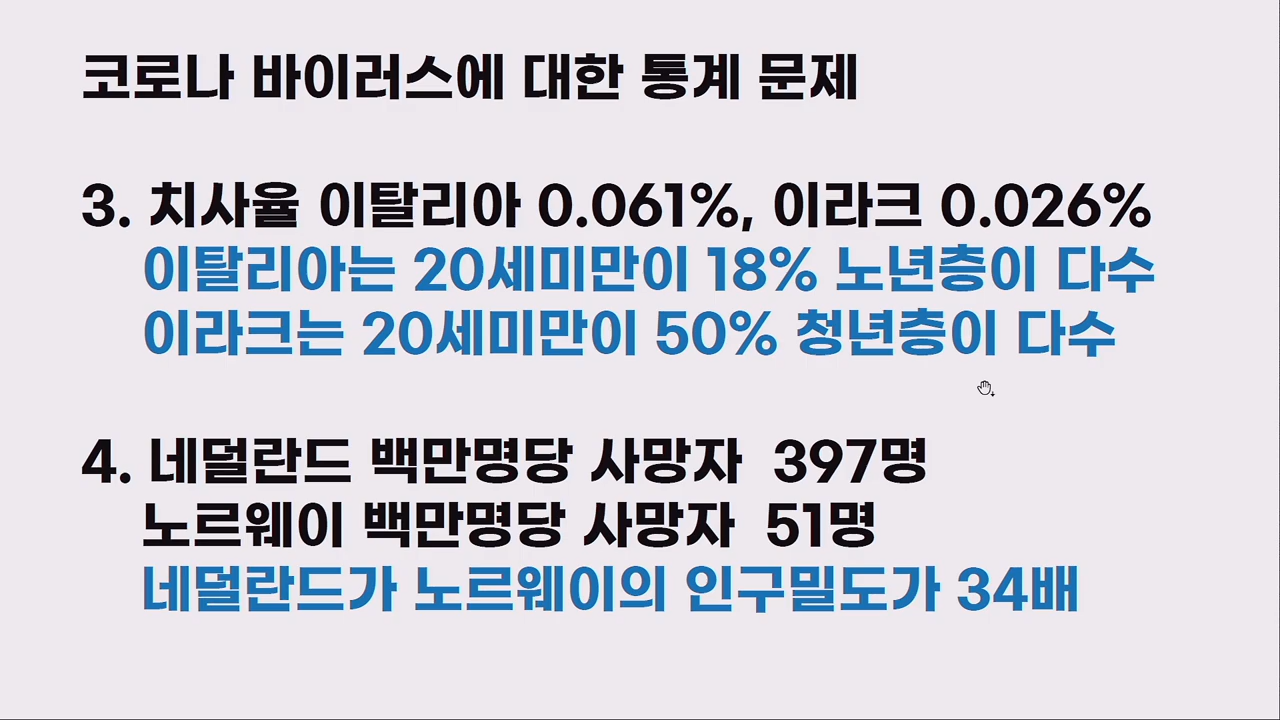 코로나 바이러스에 대한 통계 문제
3. 치사율 이탈리아 0.061%, 이라크 0.026%
이탈리아는 20세미만이 18% 노년층이 다수
이라크는 20세미만이 50% 청년층이 다수
4. 네덜란드 백만명당 사망자 397명
노르웨이 백만명당 사망자 51명
네덜란드가 노르웨이의 인구밀도가 34배